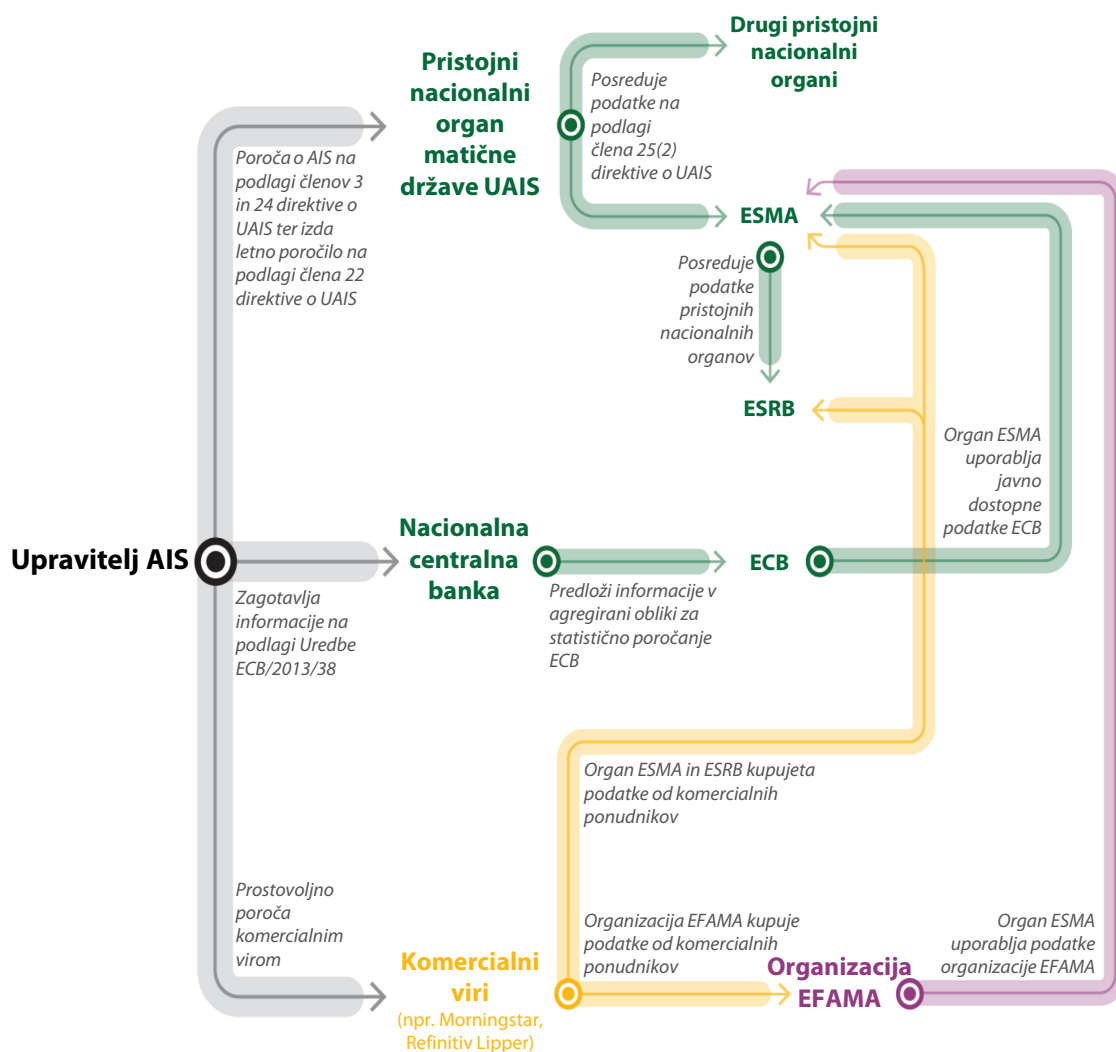 Drugi pristojni
nacionalni
organi
Pristojni
nacionalni
organ
matične
države UAIS
Posreduje
podatke na
podlagi
člena 25(2)
direktive o
UAIS
Poroča o AIS na
podlagi členov 3
in 24 direktive o
UAIS ter izda
letno poročilo na
podlagi člena 22
direktive o UAIS
ESMA
Posreduje
podatke
pristojnih
nacionalnih
organov
ESRB
Organ ESMA
uporablja
javno
dostopne
podatke ECB
Upravitelj AIS
Nacionalna
centralna
banka
ECB
Zagotavlja
informacije na
podlagi Uredbe
ECB/2013/38
Predloži informacije v
agregirani obliki za
statistično poročanje
ECB
Organ ESMA in ESRB kupujeta
podatke od komercialnih
ponudnikov
Prostovoljno
poroča
komercialnim
virom
Komercialni
viri
(npr. Morningstar,
Refinitiv Lipper)
Organizacija EFAMA kupuje
podatke od komercialnih
ponudnikov
Organizacija
EFAMA
Organ ESMA
uporablja podatke
organizacije EFAMA